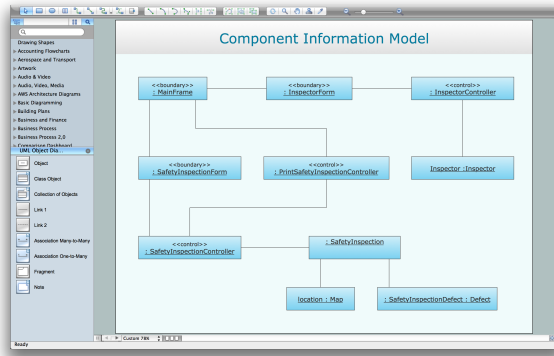 Component Information Model
Drawing Shapes
Accounting Flowcharts
Aerospace and Transport
Artwork
Audio & Video
Audio, Video, Media
AWS Architecture Diagrams
Basic Diagramming
Building Plans
Business and Finance
Business Process
Business Process 2,0
Comparison Dashboard
UML Object Dia...
Object
Class Object
Collection of Objects
Link 1
Link 2
Association Many-to-Many
Association One-to-Many
Fragment
Note
<<boundary>>
: MainFrame
<<boundary>>
: InspectorForm
<<control>>
: InspectorController
<<boundary>>
: SafetyInspectionForm
<<control>>
: PrintSafetyInspectionController
Inspector :Inspector
<<control>>
: SafetyInspectionController
: SafetyInspection
location : Map
: SafetyInspectionDefect : Defect
Custom 78%
Ready